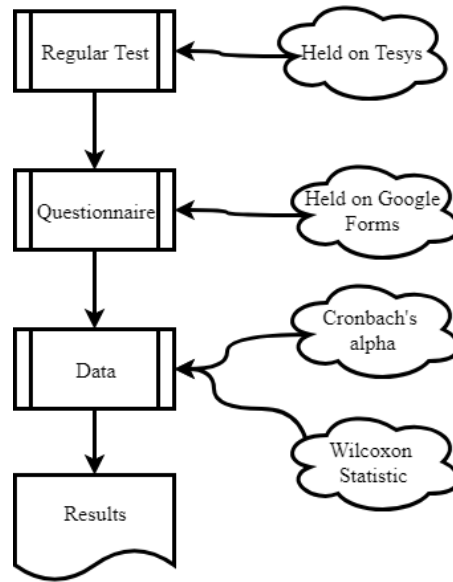 Regular Test
Held on Tesys
Questionnaire
Held on Google
Forms
Cronbach's
alpha
Data
Wilcoxon
Statistic
Results